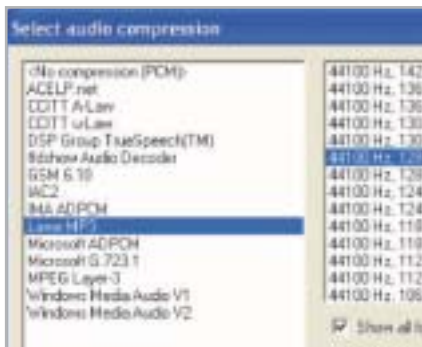 Select audio compression
<No compression (PCM)>
ACELP.net
CCITT A-Law
CCITT u-Law
DSP Group TrueSpeech(TM)
ffdshow Audio Decoder
GSM 6.10
IAC2
IMA ADPCM
Lame MP3
Microsoft ADPCM
Microsoft G.723.1
MPEG Layer-3
Windows Media Audio V1
Windows Media Audio V2
44100 Hz, 142
44100 Hz, 136
44100 Hz, 136
44100 Hz, 130
44100 Hz, 130
44100 Hz, 128
44100 Hz, 128
44100 Hz, 124
44100 Hz, 124
44100 Hz, 118
44100 Hz, 118
44100 Hz, 112
44100 Hz, 112
44100 Hz, 106
Show all